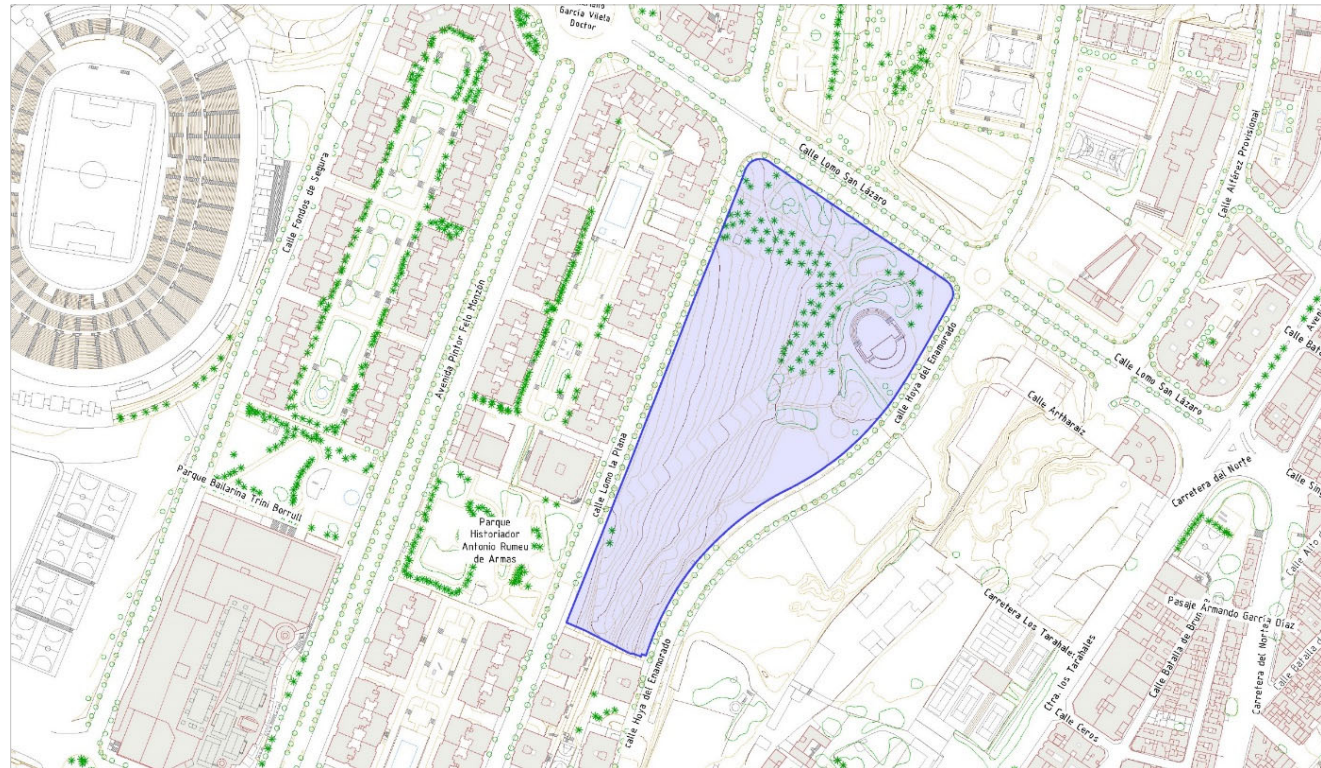 García Vileta
Doctor
Calle Lomo San Lázaro
Calle Alférez Provisional
Calle Fondos de Segura
Avenida Pintor Felo Monzón
calle Hoya del Enamorado
Calle Lomo San Lázaro
Calle Artharaiz
calle Lomo la Plana
Carretera del Norte
Parque Bailarina Trini Borrull
Parque
Historiador
Antonio Rumeu
de Armas
Carretera Los Tarahale
Pasaje Armando García Díaz
calle Hoya del Enamorado
Ctra. los Tarahales
Calle Batalla de Brun
Carretera del Norte
Calle Ceros